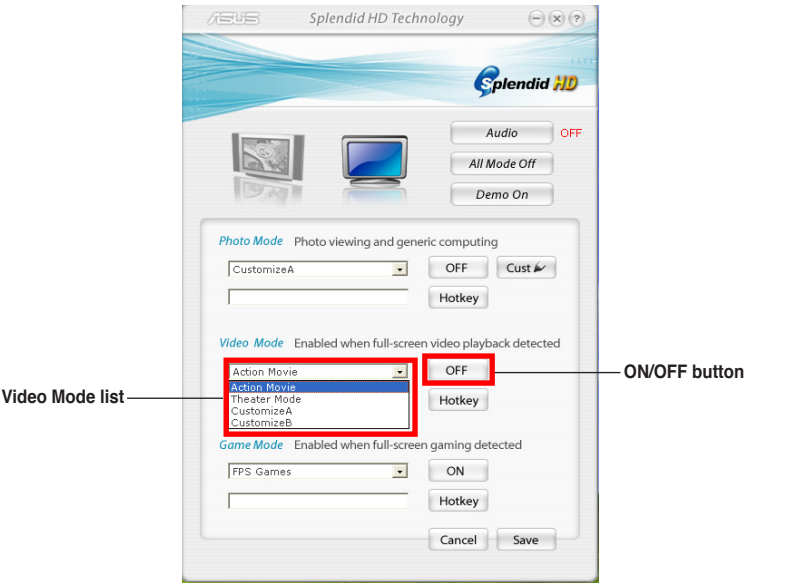 ASUS Splendid HD Technology
Splendid HD
Audio OFF
All Mode Off
Demo On
Photo Mode Photo viewing and generic computing
CustomizeA OFF Cust
Hotkey
Video Mode Enabled when full-screen video playback detected
Action Movie OFF
Action Movie
Theater Mode
CustomizeA
CustomizeB
Hotkey
Video Mode list
ON/OFF button
Game Mode Enabled when full-screen gaming detected
FPS Games ON
Hotkey
Cancel Save